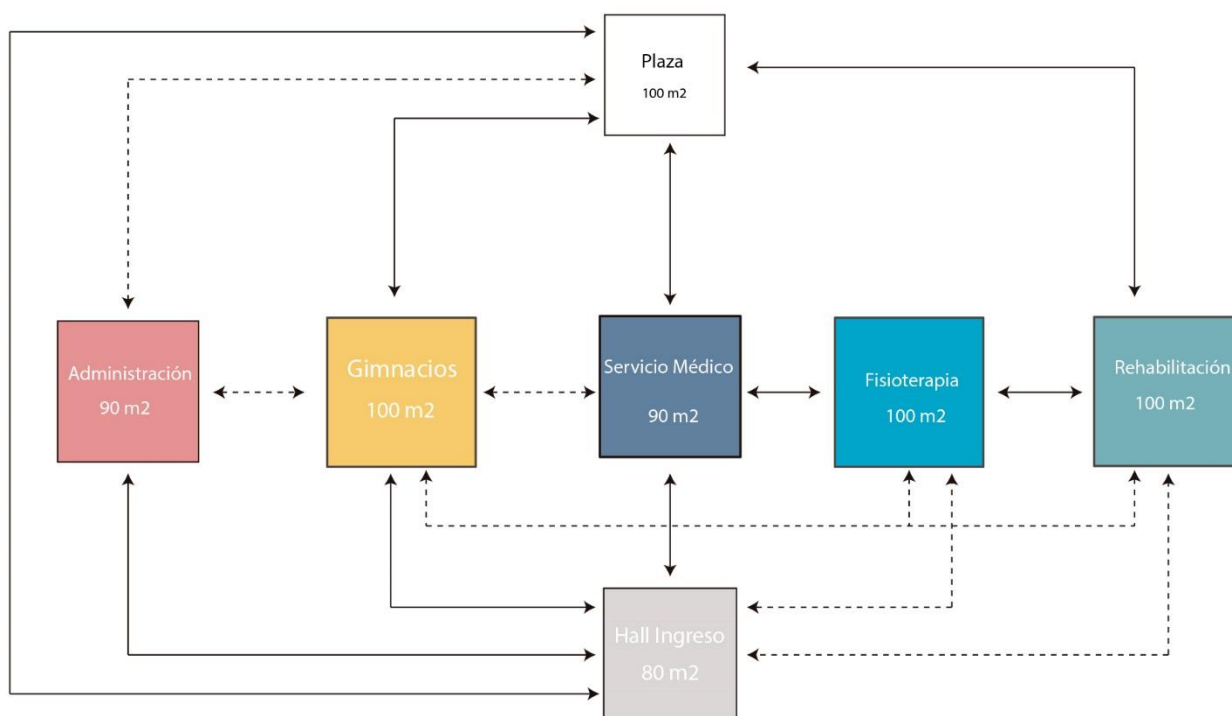 Plaza
100 m2
Administración
90 m2
Gimnacios
100 m2
Servicio Médico
90 m2
Fisioterapia
100 m2
Rehabilitación
100 m2
Hall Ingreso
80 m2